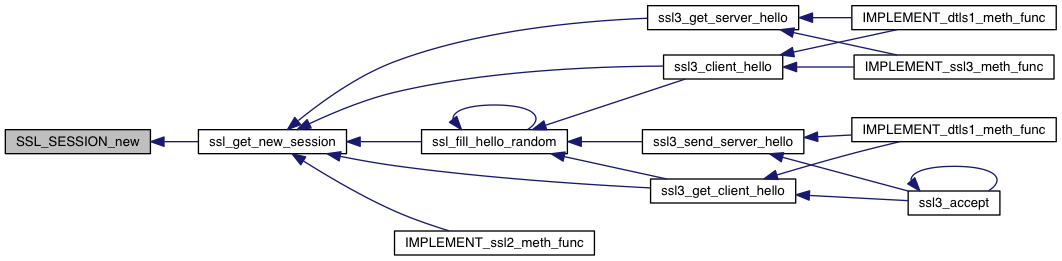 SSL_SESSION_new
ssl_get_new_session
ssl3_get_server_hello
ssl3_client_hello
ssl_fill_hello_random
ssl3_send_server_hello
ssl3_get_client_hello
IMPLEMENT_ssl2_meth_func
IMPLEMENT_dtls1_meth_func
IMPLEMENT_ssl3_meth_func
IMPLEMENT_dtls1_meth_func
ssl3_accept